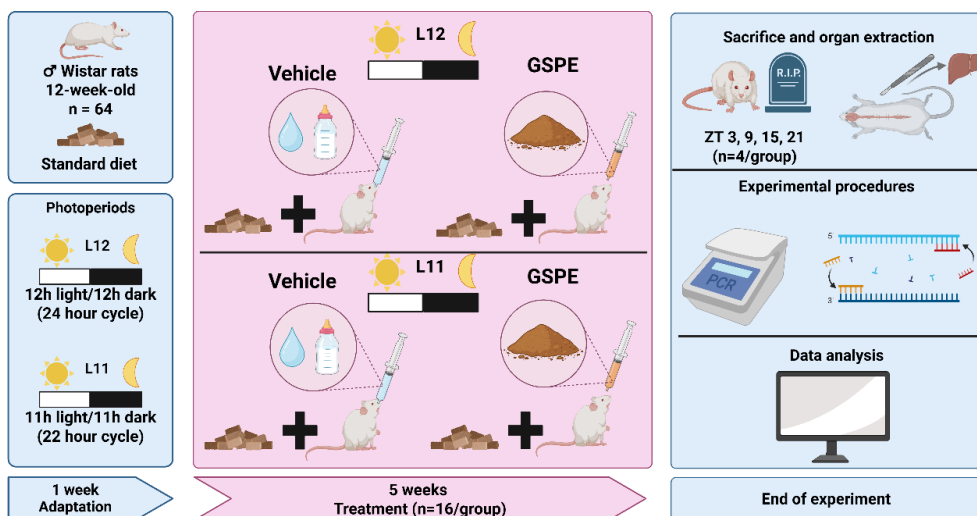 ♂ Wistar rats
12-week-old
n = 64
Standard diet
Photoperiods
L12
12h light/12h dark
(24 hour cycle)
L11
11h light/11h dark
(22 hour cycle)
1 week
Adaptation
L12
Vehicle
GSPE
L11
Vehicle
GSPE
5 weeks
Treatment (n=16/group)
Sacrifice and organ extraction
R.I.P.
ZT 3, 9, 15, 21
(n=4/group)
Experimental procedures
PCR
5'
3'
Data analysis
End of experiment